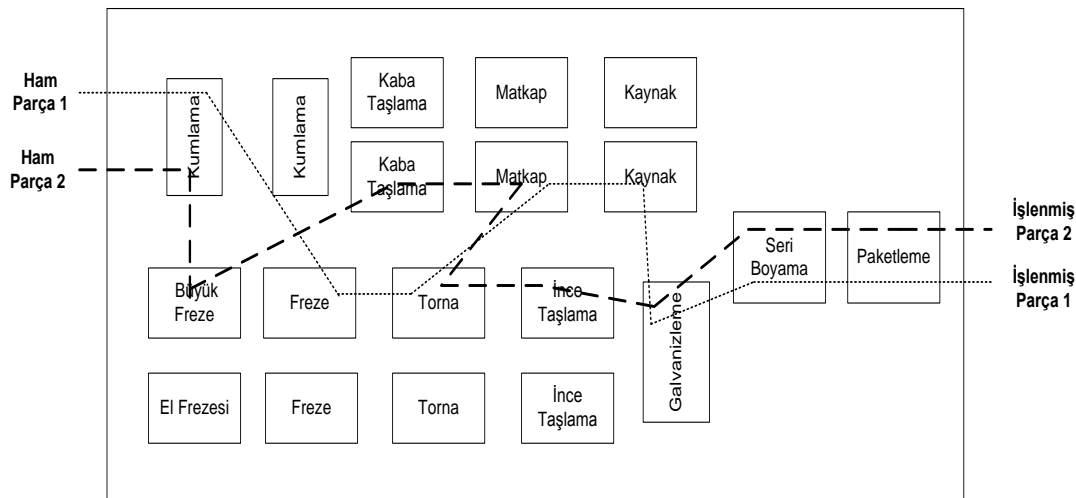 Ham
Parça 1
Ham
Parça 2
Kumlama
Kumlama
Kaba
Taşlama
Matkap
Kaynak
Kaba
Taşlama
Matkap
Kaynak
Büyük
Freze
Freze
Torna
İnce
Taşlama
Galvanizleme
Seri
Boyama
Paketleme
İşlenmiş
Parça 2
İşlenmiş
Parça 1
El Frezesi
Freze
Torna
İnce
Taşlama